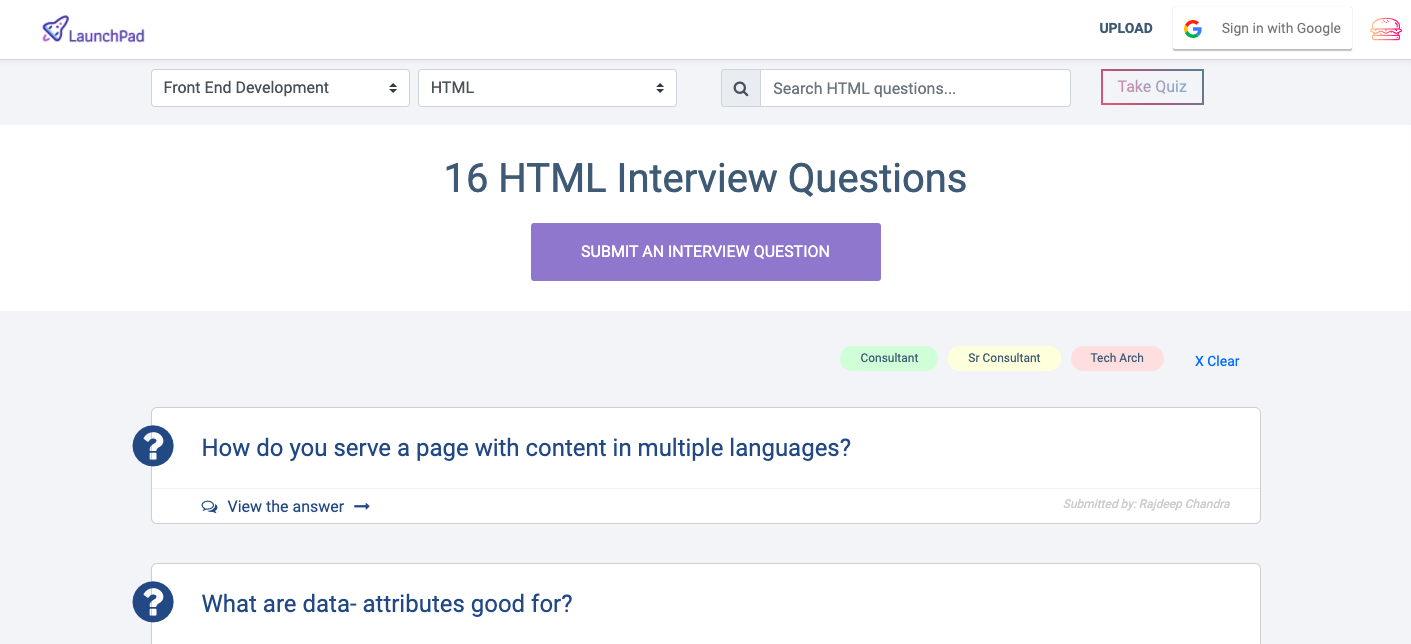 LaunchPad
UPLOAD
Sign in with Google
Front End Development
HTML
Search HTML questions...
Take Quiz
16 HTML Interview Questions
SUBMIT AN INTERVIEW QUESTION
Consultant
Sr Consultant
Tech Arch
X Clear
How do you serve a page with content in multiple languages?
View the answer
Submitted by: Rajdeep Chandra
What are data- attributes good for?